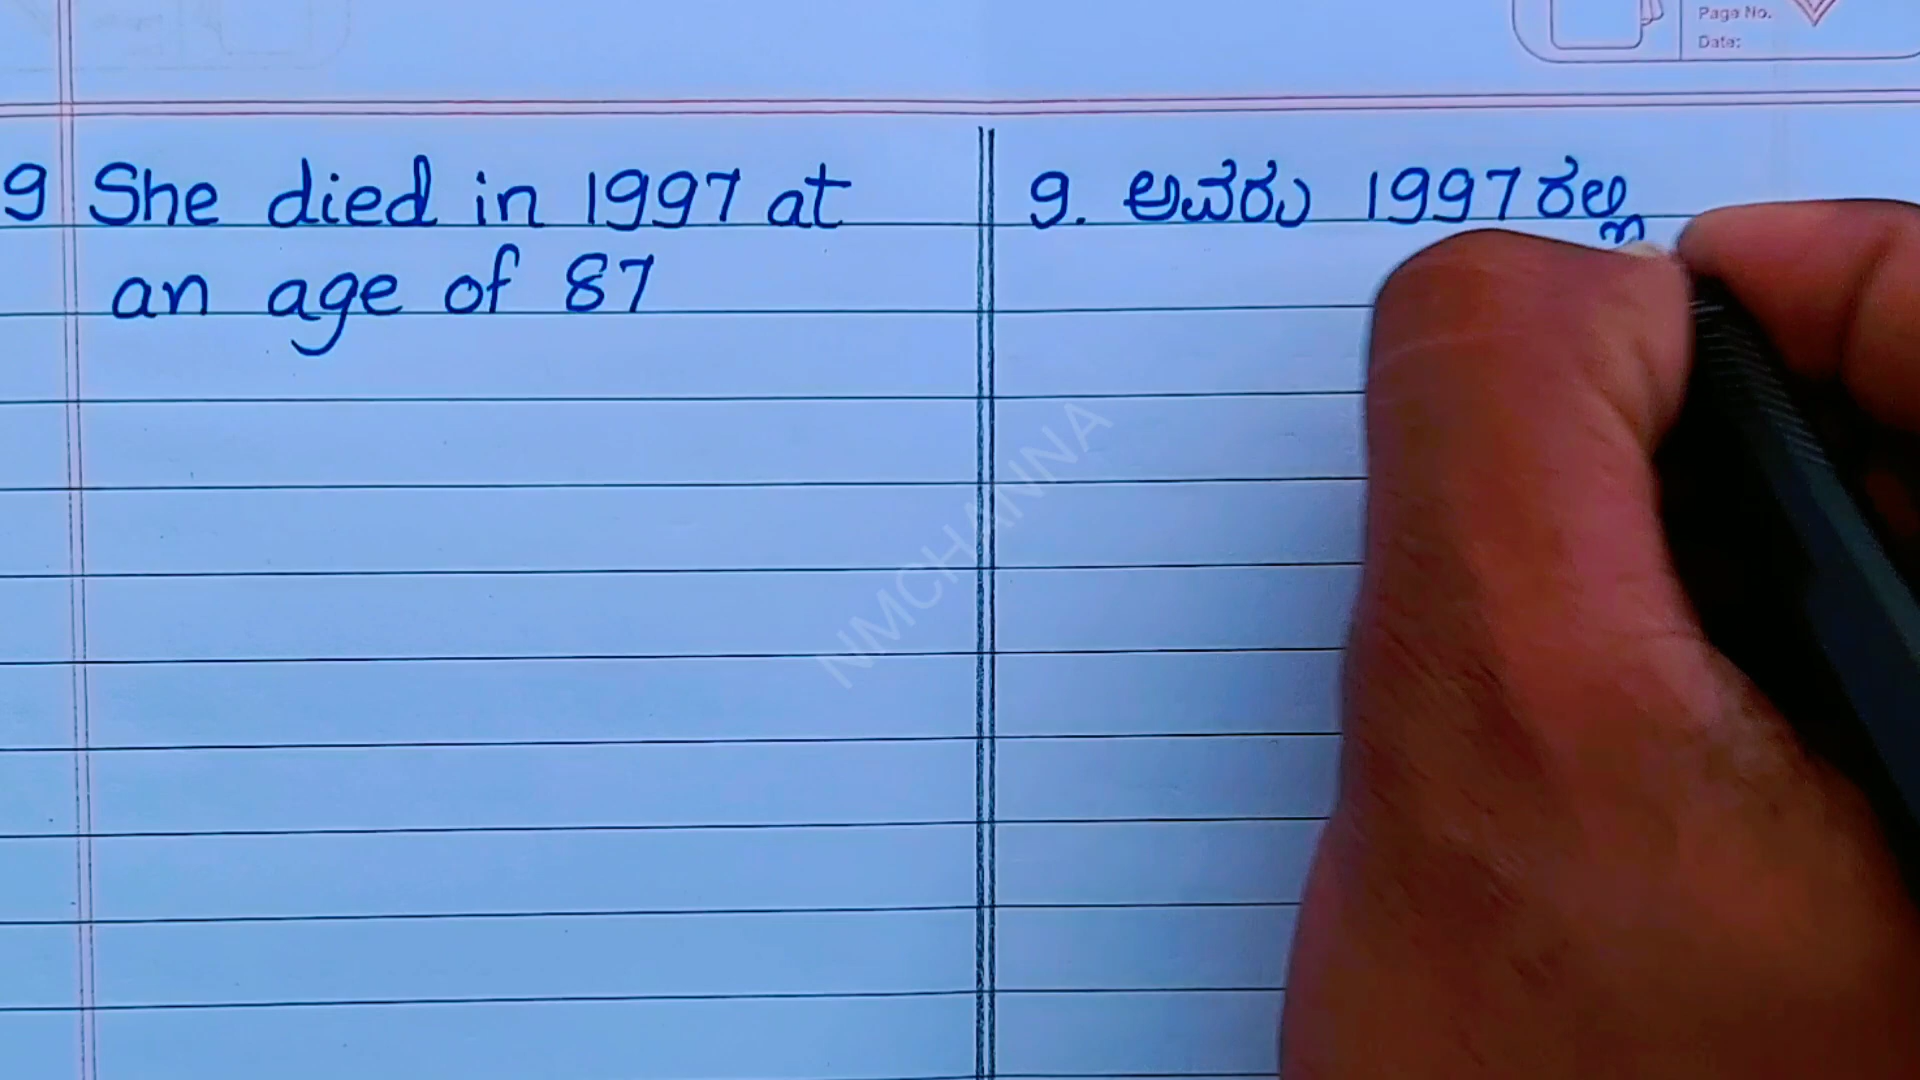 Page No.
Date:
9 She died in 1997 at
an age of 87
9. ಅವರು 1997ರಲ್ಲಿ
NMCHANNA